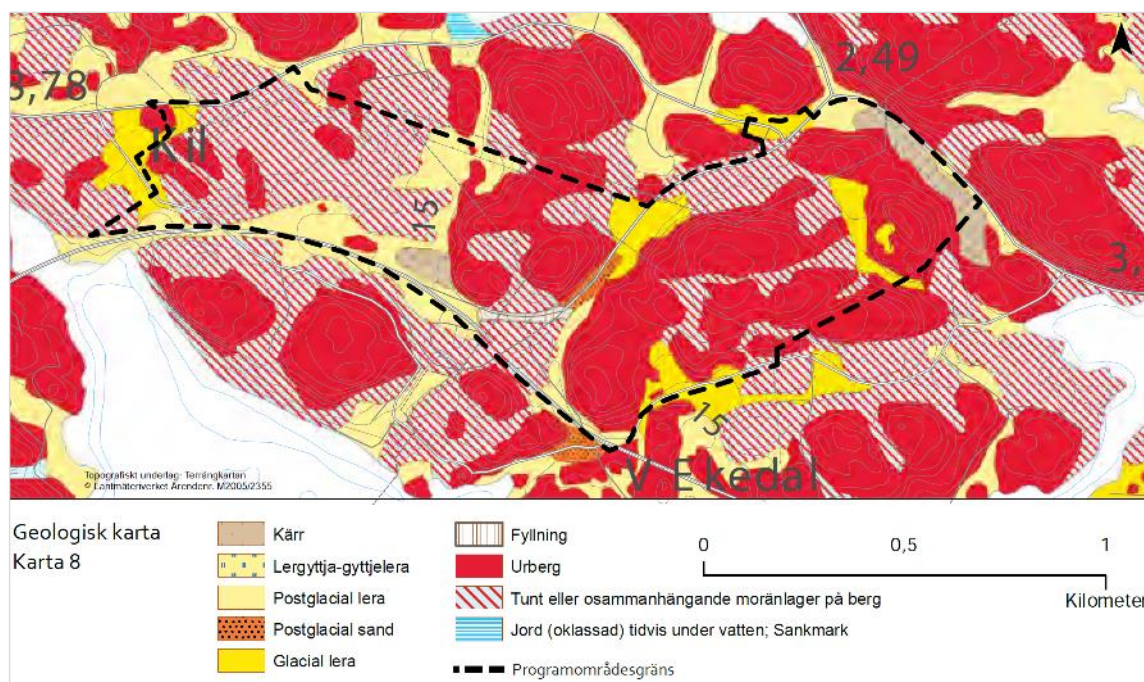 3,78
2,49
Kil
15
3,
15
V Ekedal
Topografiskt underlag: Terrängkartan
© Lantmäteriverket Ärendenr. M2005/2355
Geologisk karta
Karta 8
Kärr
Lergyttja-gyttjelera
Postglacial lera
Postglacial sand
Glacial lera
Fyllning
Urberg
Tunt eller osammanhängande moränlager på berg
Jord (oklassad) tidvis under vatten; Sankmark
Programområdesgräns
0 0,5 1
Kilometer